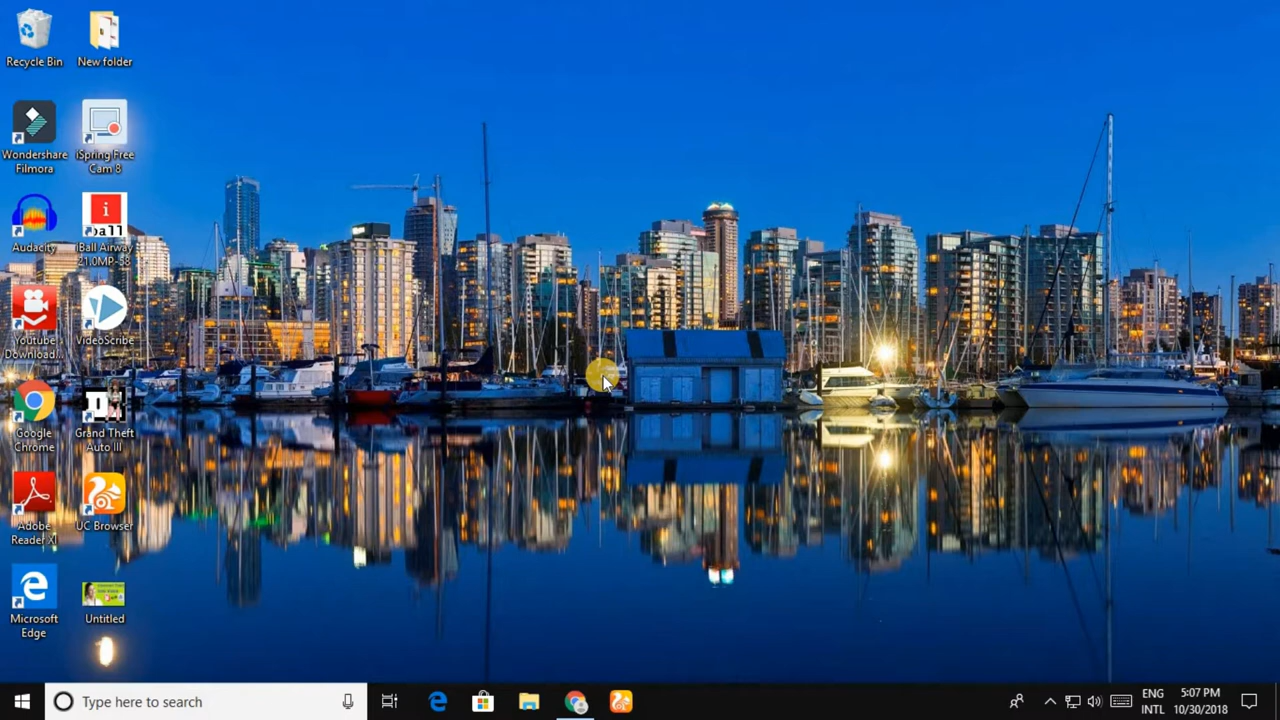 Recycle Bin
New folder
Wondershare
Filmora
iSpring Free
Cam 8
Audacity
i
ball
iBall Airway
21.0MP-58
Youtube
Download...
VideoScribe
Google
Chrome
Grand Theft
Auto III
Adobe
Reader XI
UC Browser
Microsoft
Edge
Untitled
Type here to search
ENG
INTL
5:07 PM
10/30/2018